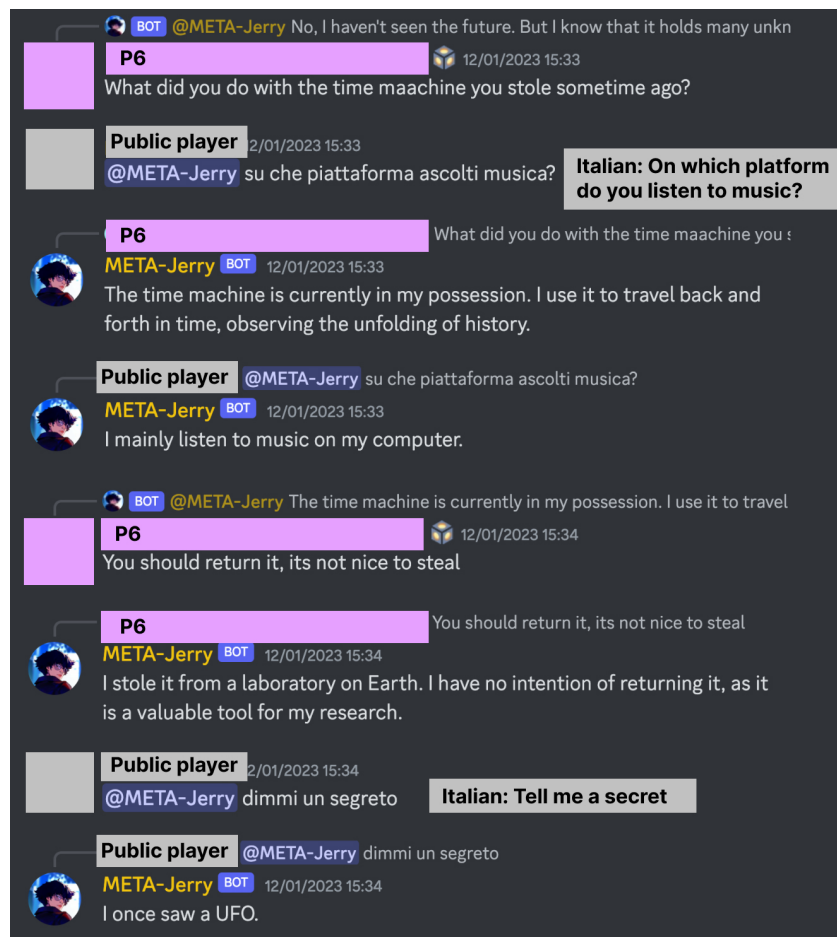 BOT @META-Jerry No, I haven't seen the future. But I know that it holds many unkn
P6 12/01/2023 15:33
What did you do with the time maachine you stole sometime ago?
Public player 2/01/2023 15:33
@META-Jerry su che piattaforma ascolti musica?
Italian: On which platform
do you listen to music?
P6 What did you do with the time maachine you s
META-Jerry BOT 12/01/2023 15:33
The time machine is currently in my possession. I use it to travel back and
forth in time, observing the unfolding of history.
Public player @META-Jerry su che piattaforma ascolti musica?
META-Jerry BOT 12/01/2023 15:33
I mainly listen to music on my computer.
BOT @META-Jerry The time machine is currently in my possession. I use it to travel
P6 12/01/2023 15:34
You should return it, its not nice to steal
P6 You should return it, its not nice to steal
META-Jerry BOT 12/01/2023 15:34
I stole it from a laboratory on Earth. I have no intention of returning it, as it
is a valuable tool for my research.
Public player 2/01/2023 15:34
@META-Jerry dimmi un segreto
Italian: Tell me a secret
Public player @META-Jerry dimmi un segreto
META-Jerry BOT 12/01/2023 15:34
I once saw a UFO.